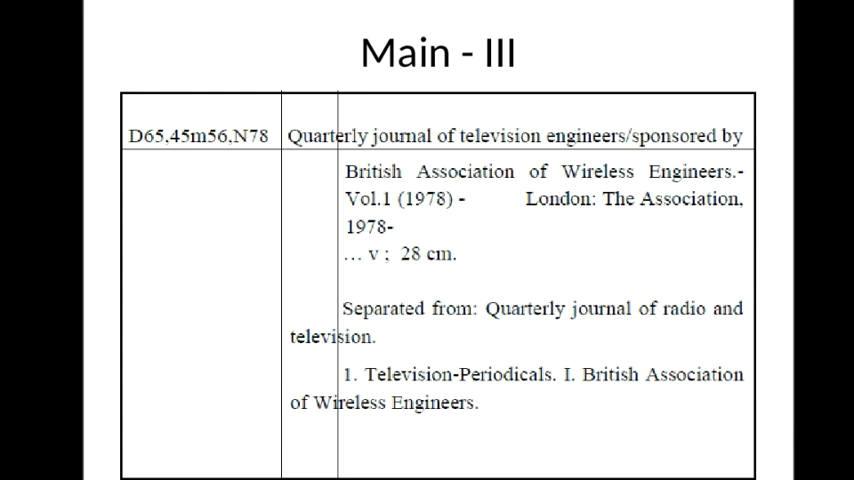 Main - III
D65,45m56,N78 Quarterly journal of television engineers/sponsored by
British Association of Wireless Engineers.-
Vol.1 (1978) - London: The Association,
1978-
... v ; 28 cm.
Separated from: Quarterly journal of radio and
television.
1. Television-Periodicals. I. British Association
of Wireless Engineers.